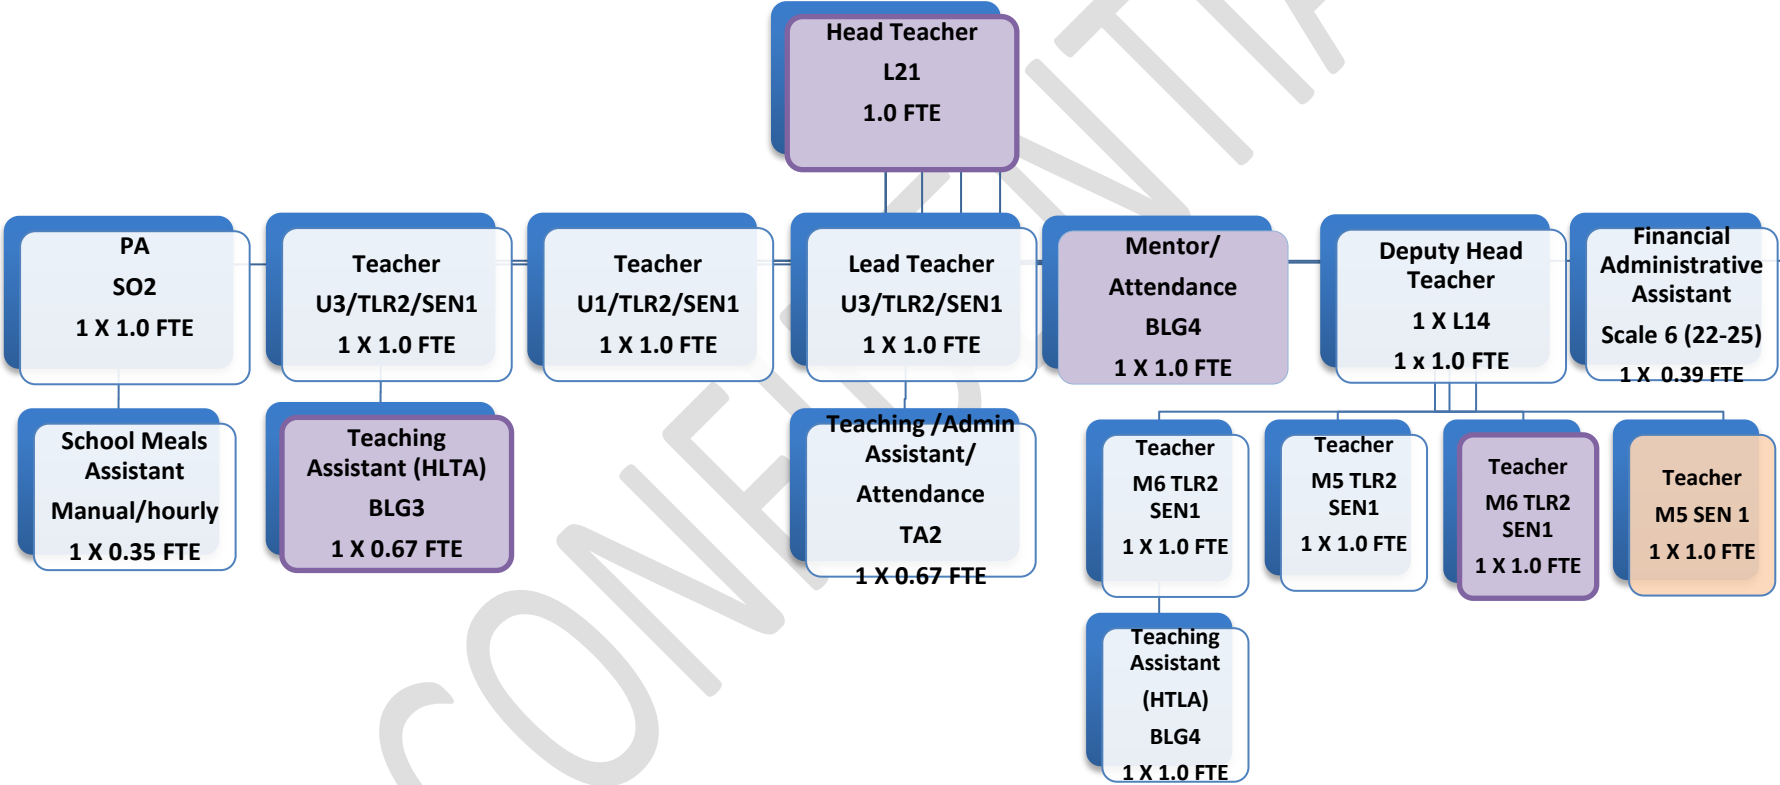 Head Teacher
L21
1.0 FTE
PA
SO2
1 X 1.0 FTE
Teacher
U3/TLR2/SEN1
1 X 1.0 FTE
Teacher
U1/TLR2/SEN1
1 X 1.0 FTE
Lead Teacher
U3/TLR2/SEN1
1 X 1.0 FTE
Mentor/
Attendance
BLG4
1 X 1.0 FTE
Deputy Head
Teacher
1 X L14
1 x 1.0 FTE
Financial
Administrative
Assistant
Scale 6 (22-25)
1 X 0.39 FTE
School Meals
Assistant
Manual/hourly
1 X 0.35 FTE
Teaching
Assistant (HLTA)
BLG3
1 X 0.67 FTE
Teaching /Admin
Assistant/
Attendance
TA2
1 X 0.67 FTE
Teacher
M6 TLR2
SEN1
1 X 1.0 FTE
Teacher
M5 TLR2
SEN1
1 X 1.0 FTE
Teacher
M6 TLR2
SEN1
1 X 1.0 FTE
Teacher
M5 SEN 1
1 X 1.0 FTE
Teaching
Assistant
(HTLA)
BLG4
1 X 1.0 FTE
CONFIDENTIA